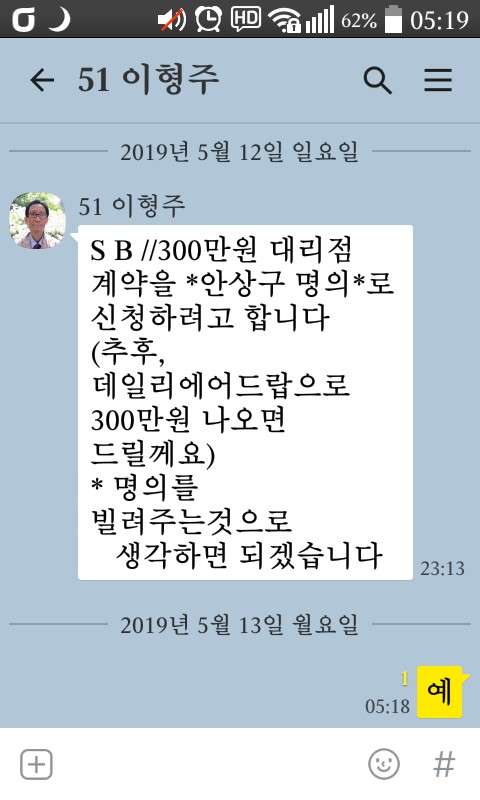 HD 62% 05:19
51 이형주
2019년 5월 12일 일요일
51 이형주
S B //300만원 대리점
계약을 *안상구 명의*로
신청하려고 합니다
(추후,
데일리에어드랍으로
300만원 나오면
드릴께요)
* 명의를
빌려주는것으로
생각하면 되겠습니다
23:13
2019년 5월 13일 월요일
1
05:18
예
#